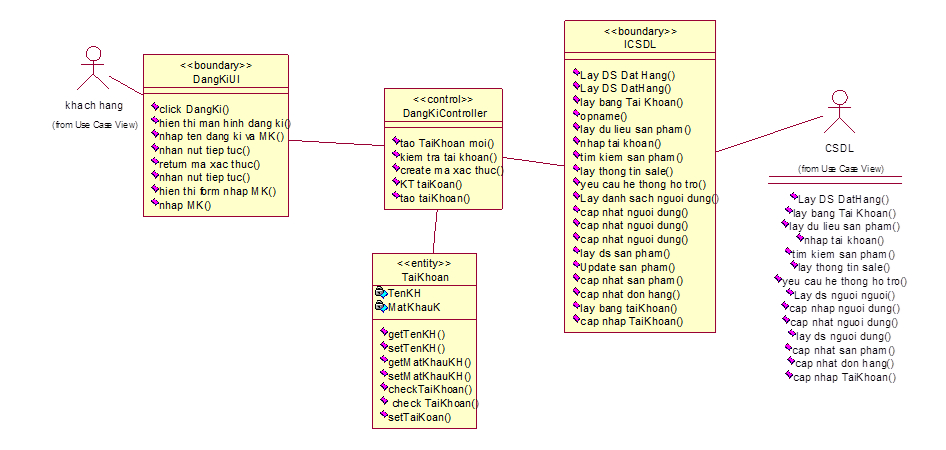 khach hang
(from Use Case View)
<<boundary>>
DangKiUI
click DangKi()
hien thi man hinh dang ki()
nhap ten dang ki va MK()
nhan nut tiep tuc()
return ma xac thuc()
nhan nut tiep tuc()
hien thi form nhap MK()
nhap MK()
<<control>>
DangKiController
tao TaiKhoan moi()
kiem tra tai khoan()
create ma xac thuc()
KT taiKoan()
tao taiKhoan()
<<entity>>
TaiKhoan
TenKH
MatKhauK
getTenKH()
setTenKH()
getMatKhauKH()
setMatKhauKH()
checkTaiKhoan()
check TaiKhoan()
setTaiKoan()
<<boundary>>
ICSDL
Lay DS Dat Hang()
Lay DS DatHang()
lay bang Tai Khoan()
opname()
lay du lieu san pham()
nhap tai khoan()
tim kiem san pham()
lay thong tin sale()
yeu cau he thong ho tro()
Lay danh sach nguoi dung()
cap nhat nguoi dung()
cap nhat nguoi dung()
cap nhat nguoi dung()
lay ds san pham()
Update san pham()
cap nhat san pham()
cap nhat don hang()
lay bang taiKhoan()
cap nhap TaiKhoan()
CSDL
(from Use Case View)
Lay DS DatHang()
lay bang Tai Khoan()
lay du lieu san pham()
nhap tai khoan()
tim kiem san pham()
lay thong tin sale()
yeu cau he thong ho tro()
Lay ds nguoi nguoi()
cap nhap nguoi dung()
cap nhat nguoi dung()
lay ds nguoi dung()
cap nhat san pham()
cap nhat don hang()
cap nhap TaiKhoan()